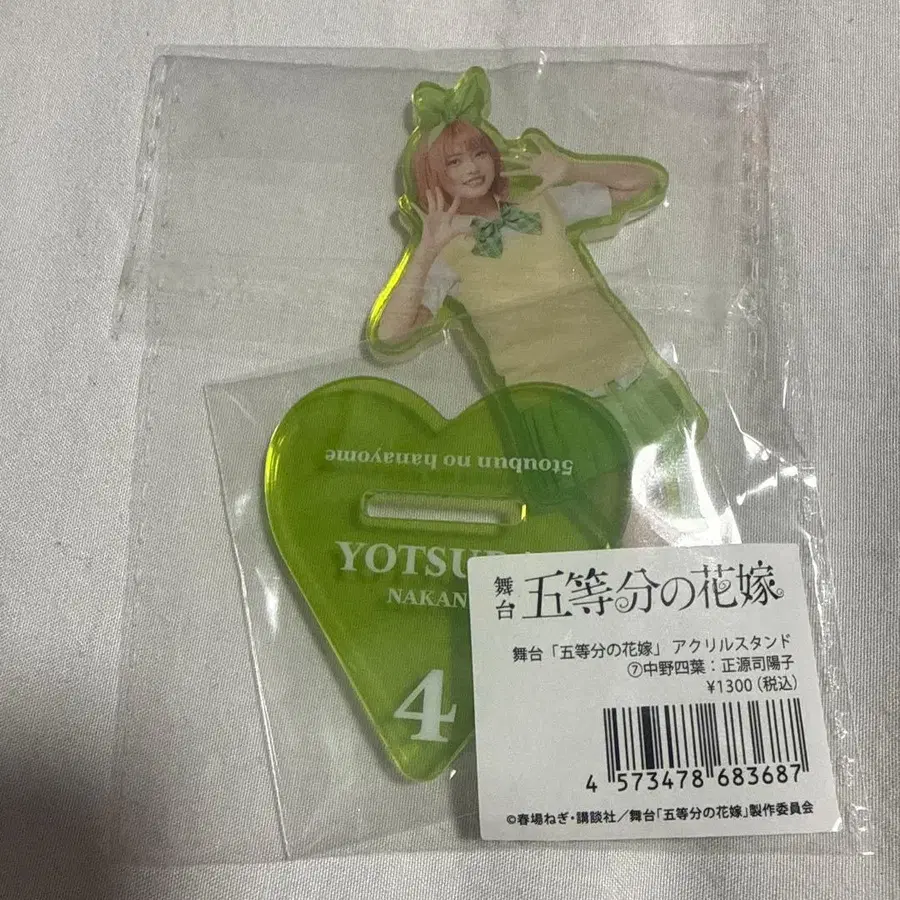 5toubun no hanayome
YOTSUB
NAKAN
4
舞台 五等分の花嫁
舞台「五等分の花嫁」 アクリルスタンド
⑦中野四葉：正源司陽子
¥1300（税込）
4 573478 683687
©春場ねぎ・講談社／舞台「五等分の花嫁」製作委員会